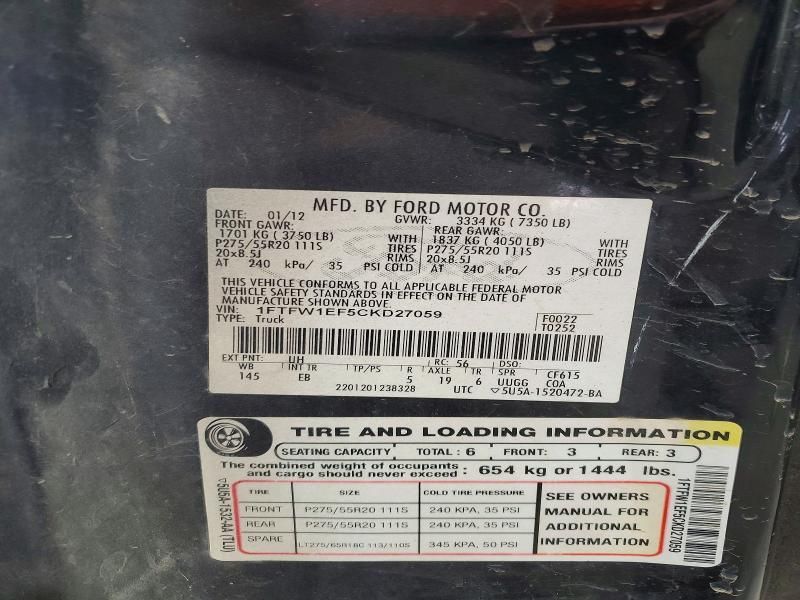 MFD. BY FORD MOTOR CO.
DATE: 01/12 GVWR: 3334 KG ( 7350 LB)
FRONT GAWR: REAR GAWR:
1701 KG ( 3750 LB) WITH 1837 KG ( 4050 LB) WITH
P275/55R20 111S TIRES P275/55R20 111S TIRES
20x8.5J RIMS 20x8.5J RIMS
AT 240 kPa/ 35 PSI COLD AT 240 kPa/ 35 PSI COLD
THIS VEHICLE CONFORMS TO ALL APPLICABLE FEDERAL MOTOR
VEHICLE SAFETY STANDARDS IN EFFECT ON THE DATE OF
MANUFACTURE SHOWN ABOVE.
VIN: 1FTFW1EF5CKD27059 F0022
TYPE: Truck T0252
EXT PNT: UH RC: 56 DSO:
WB INT TR TP/PS R AXLE TR SPR CF615
145 EB 5 19 6 UUGG COA
2201201238328 UTC ▽5U5A-1520472-BA
TIRE AND LOADING INFORMATION
SEATING CAPACITY TOTAL : 6 FRONT: 3 REAR: 3
The combined weight of occupants
and cargo should never exceed : 654 kg or 1444 lbs.
TIRE SIZE COLD TIRE PRESSURE
FRONT P275/55R20 111S 240 KPA, 35 PSI
REAR P275/55R20 111S 240 KPA, 35 PSI
SPARE LT275/65R18C 113/110S 345 KPA, 50 PSI
SEE OWNERS
MANUAL FOR
ADDITIONAL
INFORMATION
▽5U5A-1532-AA (TLU)
1FTFW1EF5CKD27059